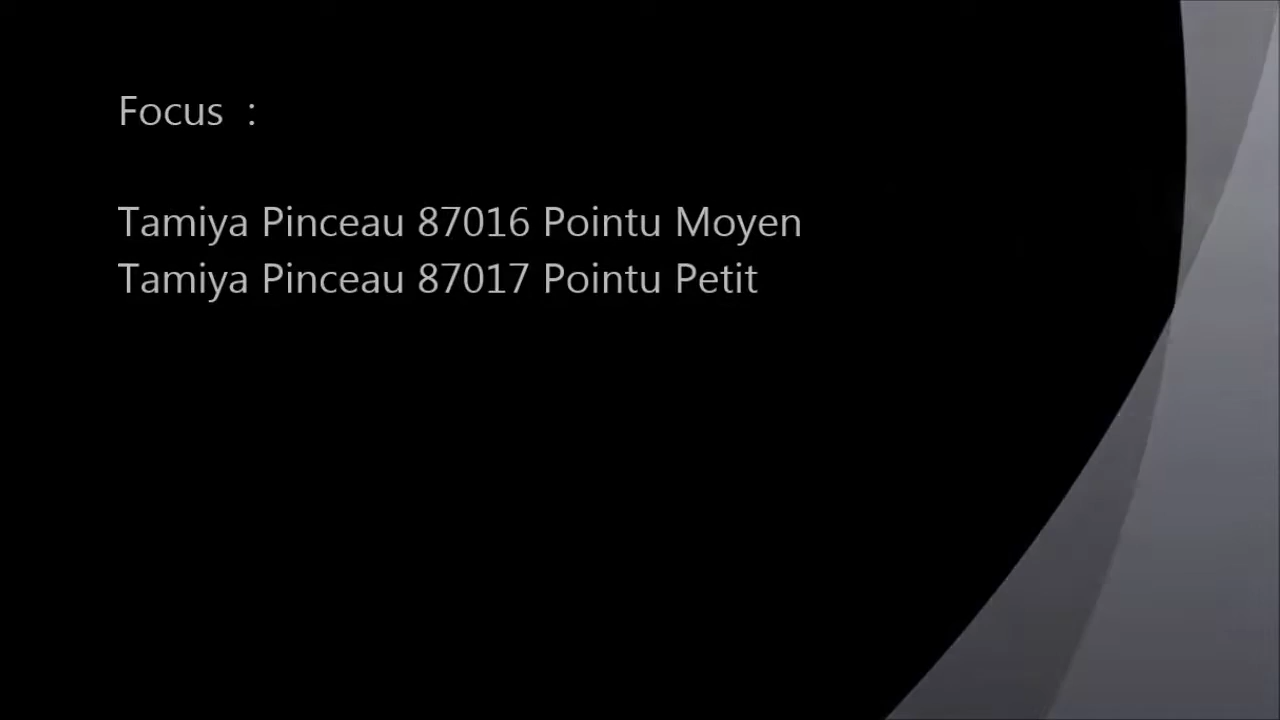 Focus :
Tamiya Pinceau 87016 Pointu Moyen
Tamiya Pinceau 87017 Pointu Petit